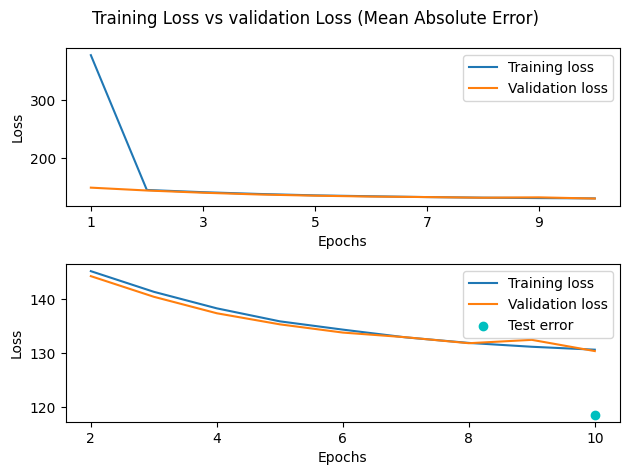 Training Loss vs validation Loss (Mean Absolute Error)
Training loss
Validation loss
300
200
Loss
1 3 5 7 9
Epochs
Training loss
Validation loss
Test error
140
130
120
Loss
2 4 6 8 10
Epochs